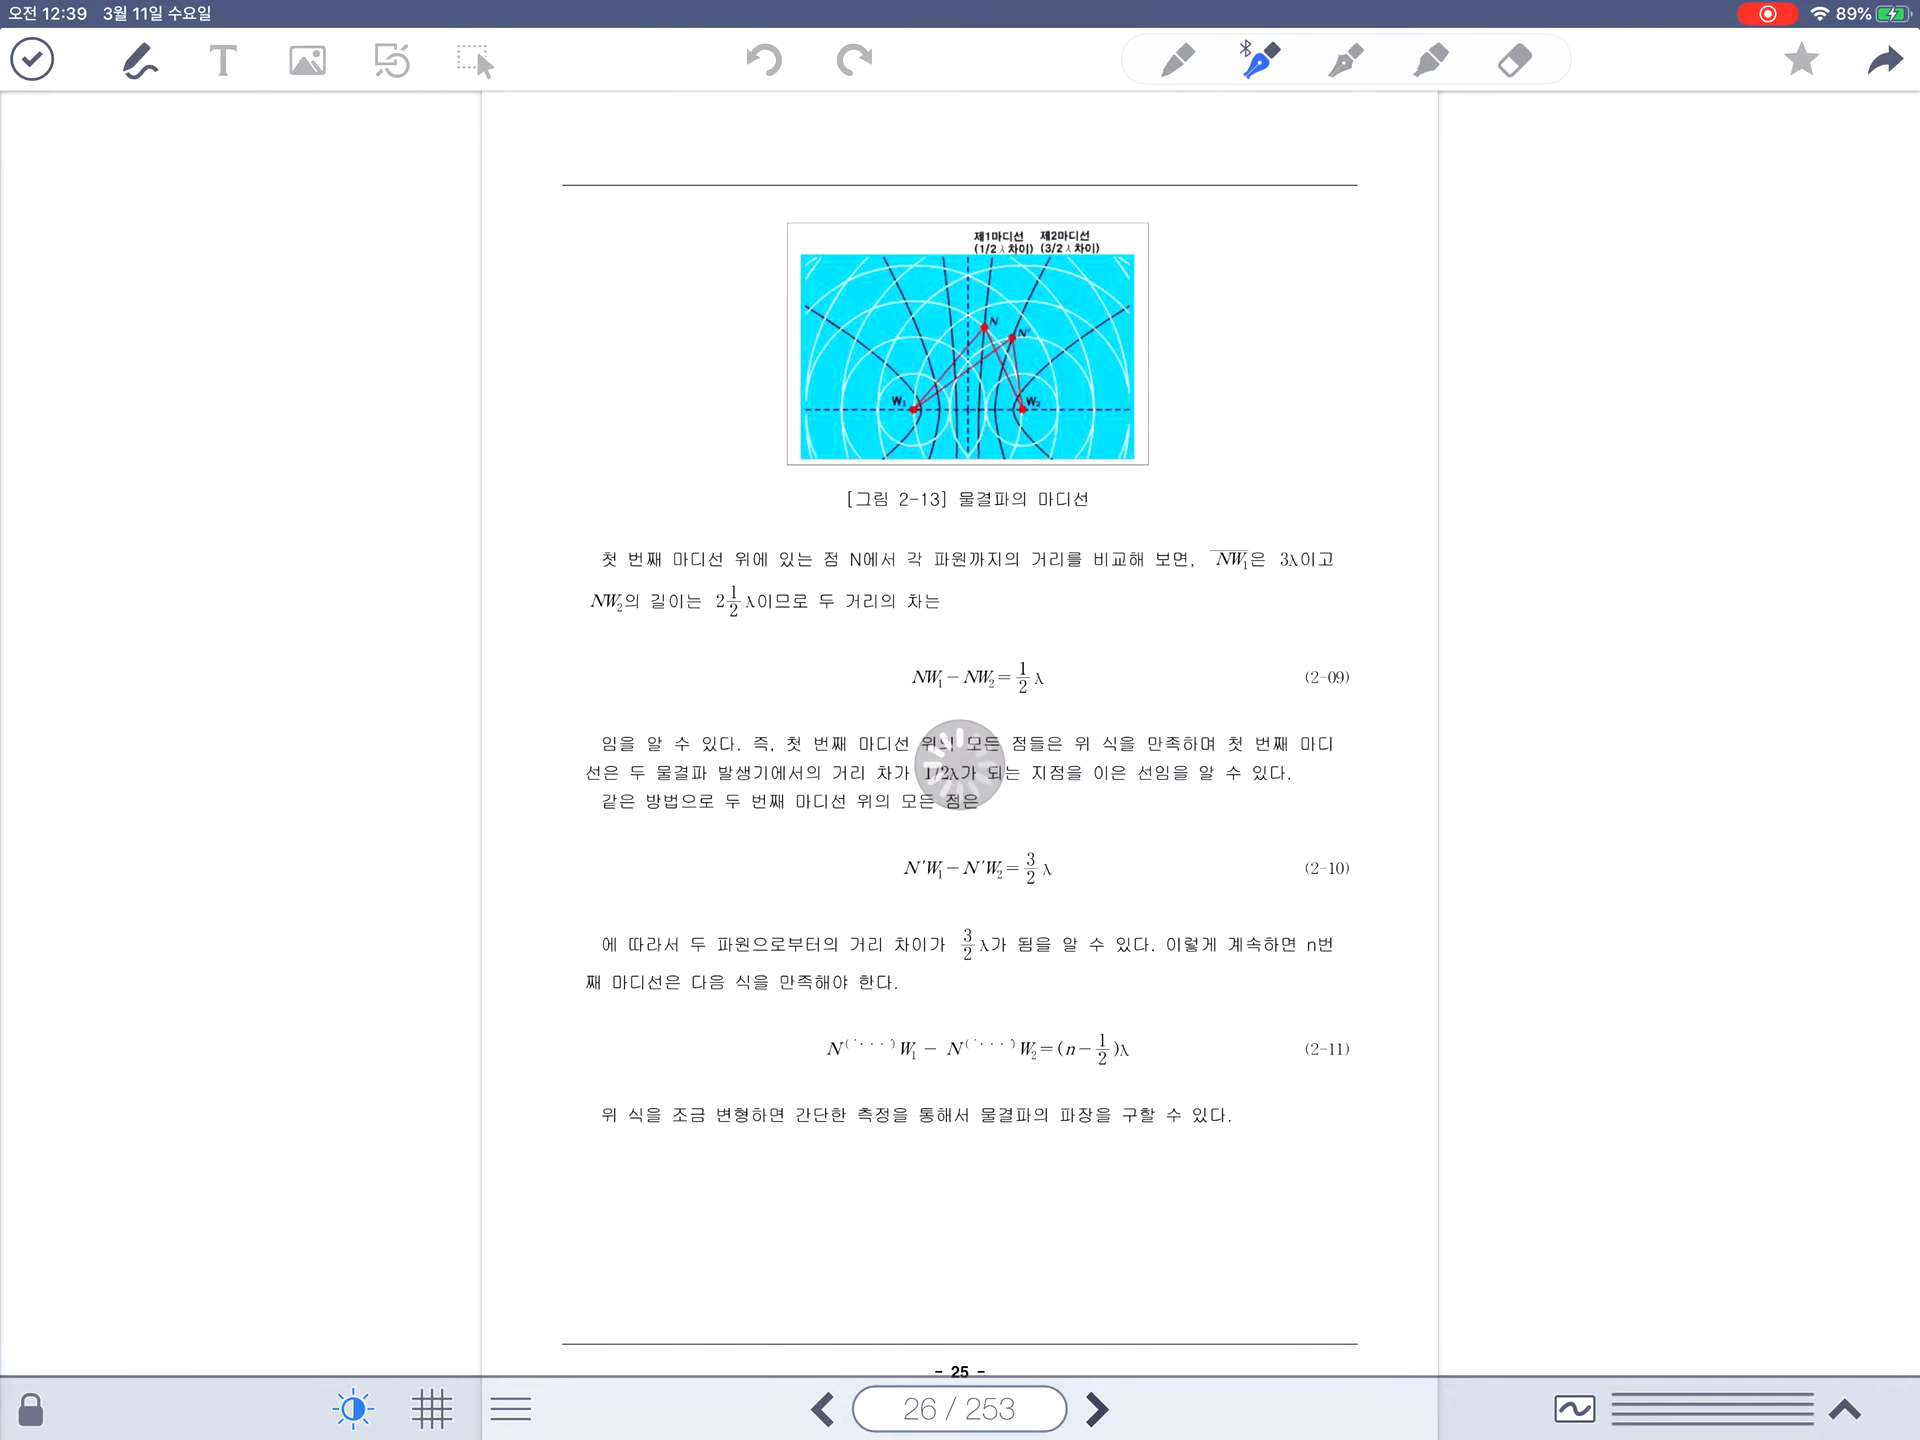 오전 12:39 3월 11일 수요일
89%
T
제1마디선 제2마디선
(1/2 λ 차이) (3/2 λ 차이)
N
N'
W₁ W₂
[그림 2-13] 물결파의 마디선
첫 번째 마디선 위에 있는 점 N에서 각 파원까지의 거리를 비교해 보면, NW₁은 3λ이고
NW₂의 길이는 2 1/2 λ이므로 두 거리의 차는
NW₁ − NW₂ = 1/2 λ (2-09)
임을 알 수 있다. 즉, 첫 번째 마디선 위의 모든 점들은 위 식을 만족하며 첫 번째 마디
선은 두 물결파 발생기에서의 거리 차가 1/2λ가 되는 지점을 이은 선임을 알 수 있다.
같은 방법으로 두 번째 마디선 위의 모든 점은
N′W₁ − N′W₂ = 3/2 λ (2-10)
에 따라서 두 파원으로부터의 거리 차이가 3/2 λ가 됨을 알 수 있다. 이렇게 계속하면 n번
째 마디선은 다음 식을 만족해야 한다.
N^(′···′) W₁ − N^(′···′) W₂ = (n − 1/2)λ (2-11)
위 식을 조금 변형하면 간단한 측정을 통해서 물결파의 파장을 구할 수 있다.
- 25 -
26 / 253